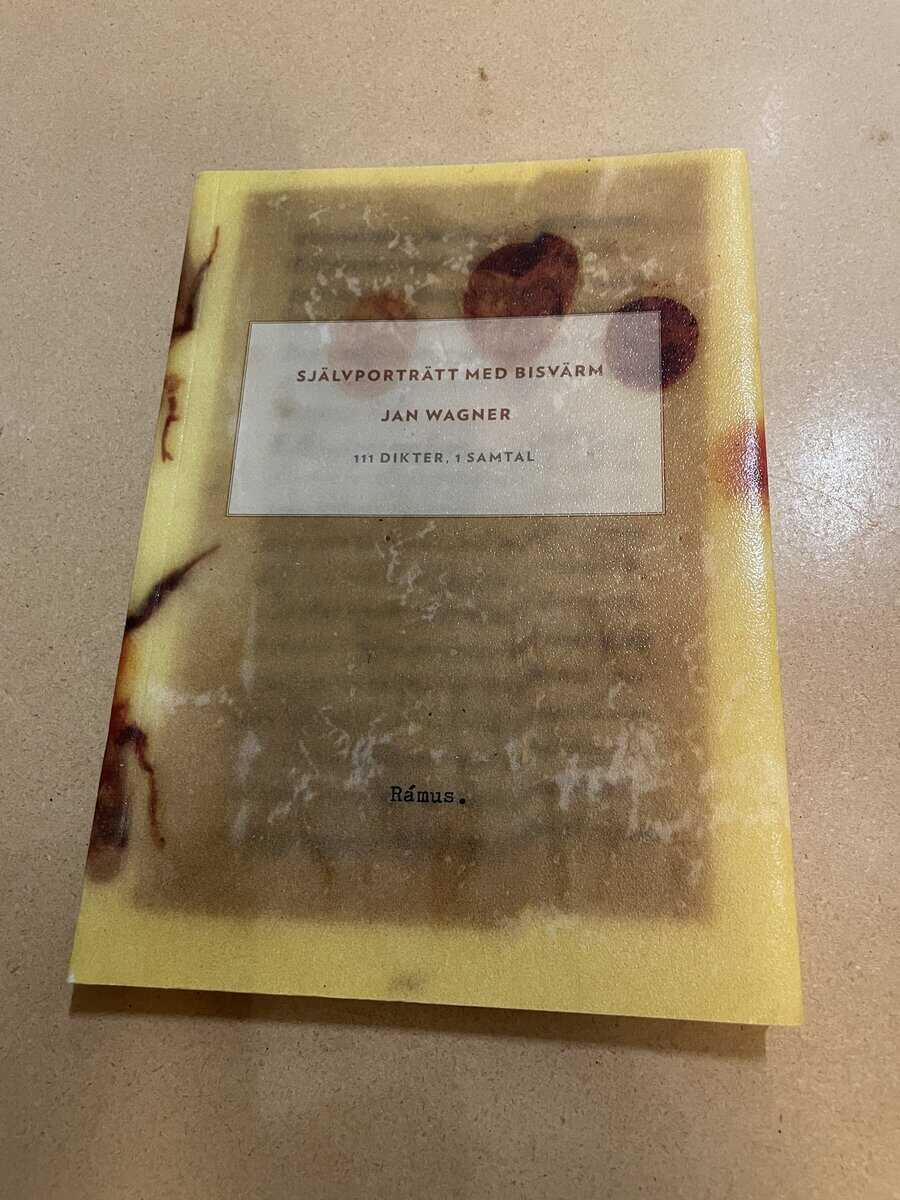 SJÄLVPORTRÄTT MED BISVÄRM
JAN WAGNER
111 DIKTER, 1 SAMTAL
Rámus.